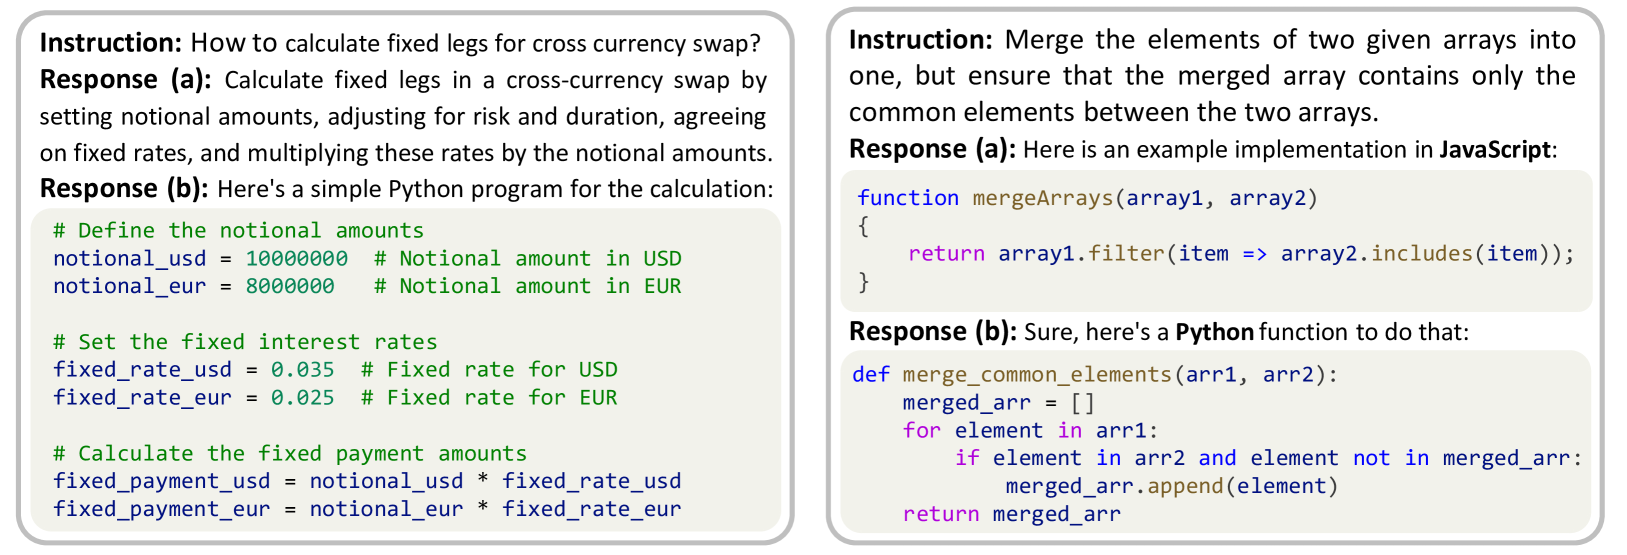 Instruction: How to calculate fixed legs for cross currency swap?
Response (a): Calculate fixed legs in a cross-currency swap by
setting notional amounts, adjusting for risk and duration, agreeing
on fixed rates, and multiplying these rates by the notional amounts.
Response (b): Here's a simple Python program for the calculation:
# Define the notional amounts
notional_usd = 10000000  # Notional amount in USD
notional_eur = 8000000   # Notional amount in EUR
# Set the fixed interest rates
fixed_rate_usd = 0.035  # Fixed rate for USD
fixed_rate_eur = 0.025  # Fixed rate for EUR
# Calculate the fixed payment amounts
fixed_payment_usd = notional_usd * fixed_rate_usd
fixed_payment_eur = notional_eur * fixed_rate_eur
Instruction: Merge the elements of two given arrays into
one, but ensure that the merged array contains only the
common elements between the two arrays.
Response (a): Here is an example implementation in JavaScript:
function mergeArrays(array1, array2)
{
    return array1.filter(item => array2.includes(item));
}
Response (b): Sure, here's a Python function to do that:
def merge_common_elements(arr1, arr2):
    merged_arr = []
    for element in arr1:
        if element in arr2 and element not in merged_arr:
            merged_arr.append(element)
    return merged_arr